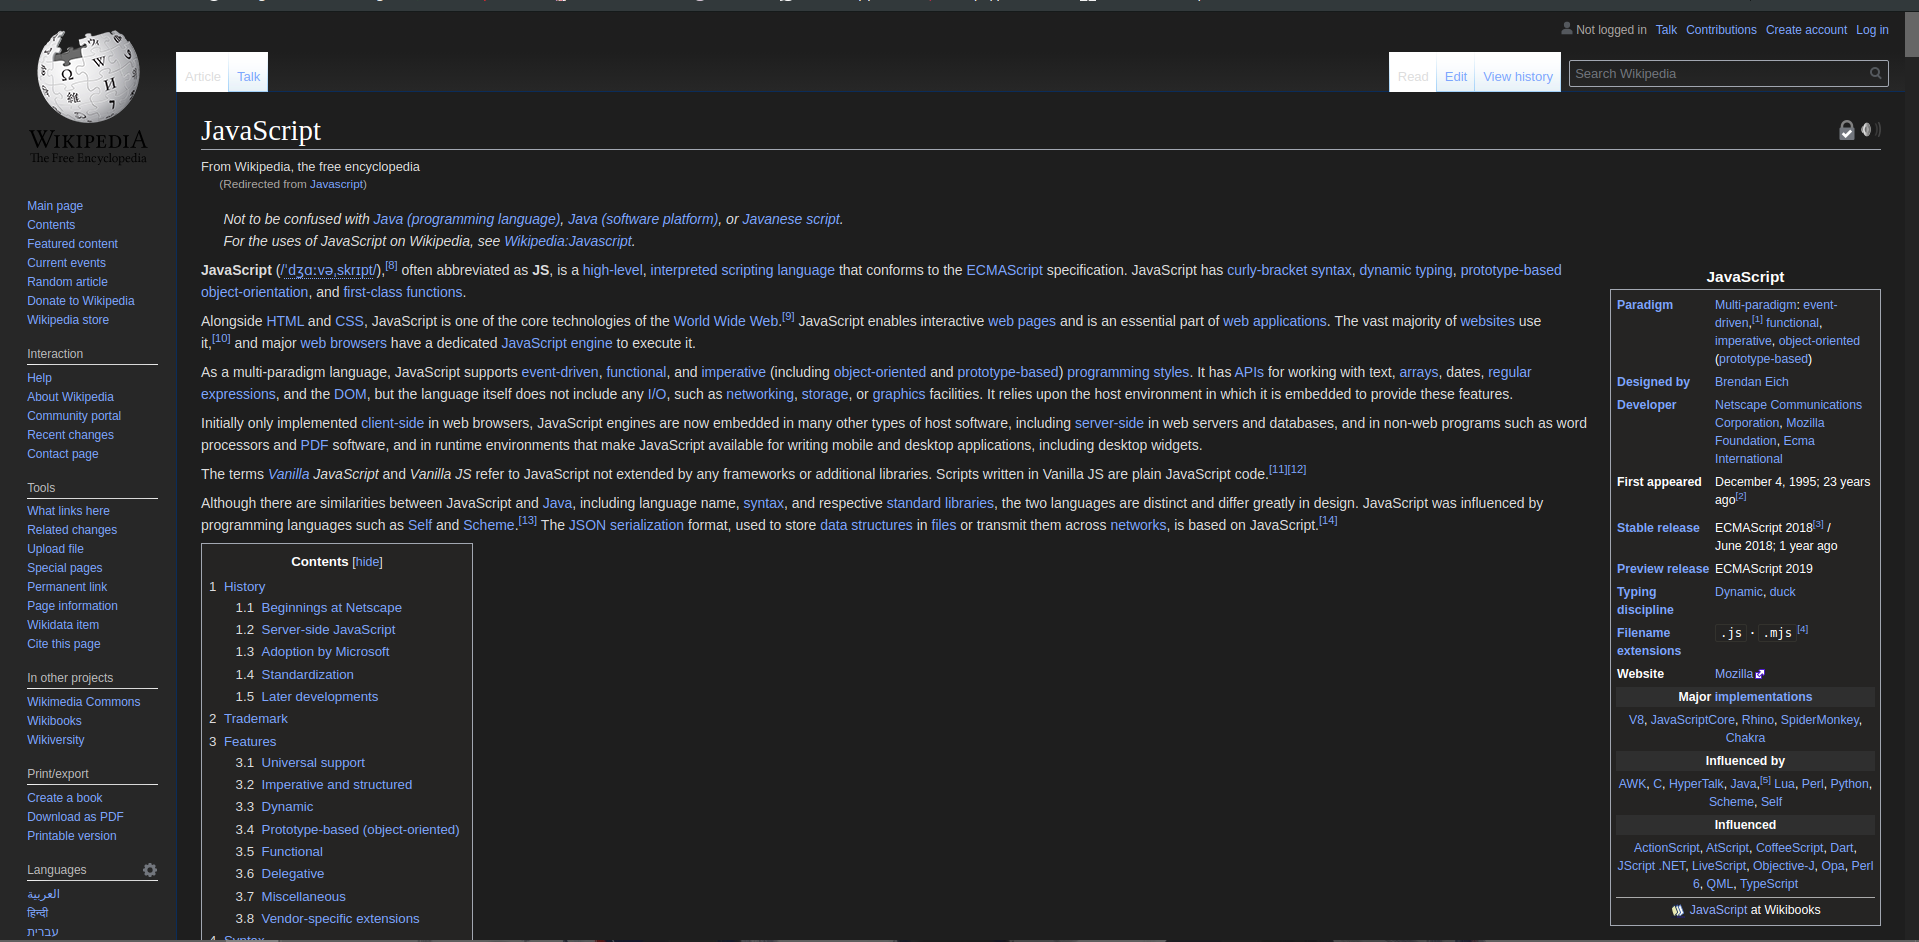 Not logged in Talk Contributions Create account Log in
Article Talk
Read Edit View history
Search Wikipedia
WIKIPEDIA
The Free Encyclopedia
Main page
Contents
Featured content
Current events
Random article
Donate to Wikipedia
Wikipedia store
Interaction
Help
About Wikipedia
Community portal
Recent changes
Contact page
Tools
What links here
Related changes
Upload file
Special pages
Permanent link
Page information
Wikidata item
Cite this page
In other projects
Wikimedia Commons
Wikibooks
Wikiversity
Print/export
Create a book
Download as PDF
Printable version
Languages
العربية
हिन्दी
עברית
JavaScript
From Wikipedia, the free encyclopedia
(Redirected from Javascript)
Not to be confused with Java (programming language), Java (software platform), or Javanese script.
For the uses of JavaScript on Wikipedia, see Wikipedia:Javascript.
JavaScript (/ˈdʒɑːvəˌskrɪpt/),[8] often abbreviated as JS, is a high-level, interpreted scripting language that conforms to the ECMAScript specification. JavaScript has curly-bracket syntax, dynamic typing, prototype-based
object-orientation, and first-class functions.
Alongside HTML and CSS, JavaScript is one of the core technologies of the World Wide Web.[9] JavaScript enables interactive web pages and is an essential part of web applications. The vast majority of websites use
it,[10] and major web browsers have a dedicated JavaScript engine to execute it.
As a multi-paradigm language, JavaScript supports event-driven, functional, and imperative (including object-oriented and prototype-based) programming styles. It has APIs for working with text, arrays, dates, regular
expressions, and the DOM, but the language itself does not include any I/O, such as networking, storage, or graphics facilities. It relies upon the host environment in which it is embedded to provide these features.
Initially only implemented client-side in web browsers, JavaScript engines are now embedded in many other types of host software, including server-side in web servers and databases, and in non-web programs such as word
processors and PDF software, and in runtime environments that make JavaScript available for writing mobile and desktop applications, including desktop widgets.
The terms Vanilla JavaScript and Vanilla JS refer to JavaScript not extended by any frameworks or additional libraries. Scripts written in Vanilla JS are plain JavaScript code.[11][12]
Although there are similarities between JavaScript and Java, including language name, syntax, and respective standard libraries, the two languages are distinct and differ greatly in design. JavaScript was influenced by
programming languages such as Self and Scheme.[13] The JSON serialization format, used to store data structures in files or transmit them across networks, is based on JavaScript.[14]
Contents [hide]
1 History
1.1 Beginnings at Netscape
1.2 Server-side JavaScript
1.3 Adoption by Microsoft
1.4 Standardization
1.5 Later developments
2 Trademark
3 Features
3.1 Universal support
3.2 Imperative and structured
3.3 Dynamic
3.4 Prototype-based (object-oriented)
3.5 Functional
3.6 Delegative
3.7 Miscellaneous
3.8 Vendor-specific extensions
4 Syntax
JavaScript
Paradigm Multi-paradigm: event-
driven,[1] functional,
imperative, object-oriented
(prototype-based)
Designed by Brendan Eich
Developer Netscape Communications
Corporation, Mozilla
Foundation, Ecma
International
First appeared December 4, 1995; 23 years
ago[2]
Stable release ECMAScript 2018[3] /
June 2018; 1 year ago
Preview release ECMAScript 2019
Typing Dynamic, duck
discipline
Filename .js · .mjs [4]
extensions
Website Mozilla
Major implementations
V8, JavaScriptCore, Rhino, SpiderMonkey,
Chakra
Influenced by
AWK, C, HyperTalk, Java,[5] Lua, Perl, Python,
Scheme, Self
Influenced
ActionScript, AtScript, CoffeeScript, Dart,
JScript .NET, LiveScript, Objective-J, Opa, Perl
6, QML, TypeScript
JavaScript at Wikibooks